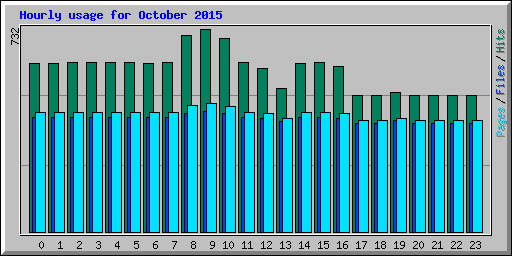 Hourly usage for October 2015
732
Pages / Files / Hits
0 1 2 3 4 5 6 7 8 9 10 11 12 13 14 15 16 17 18 19 20 21 22 23